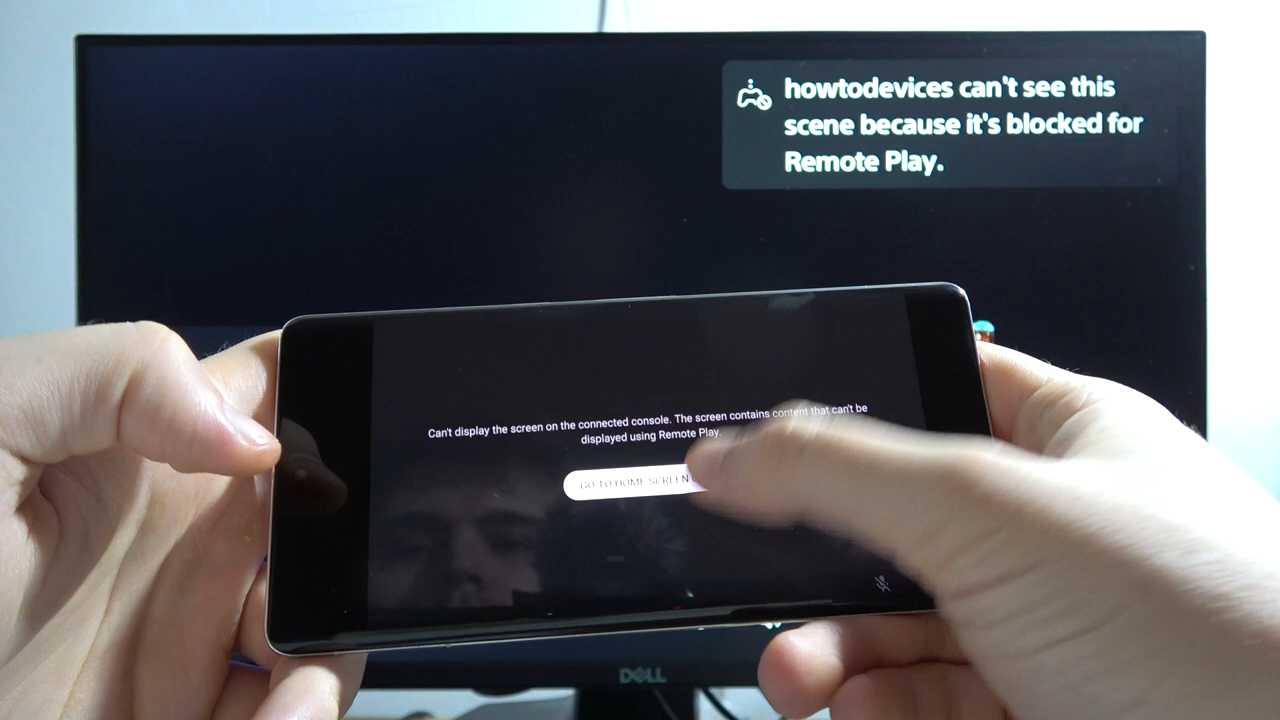 howtodevices can't see this
scene because it's blocked for
Remote Play.
Can't display the screen on the connected console. The screen contains content that can't be
displayed using Remote Play.
GO TO HOME SCREEN
DELL